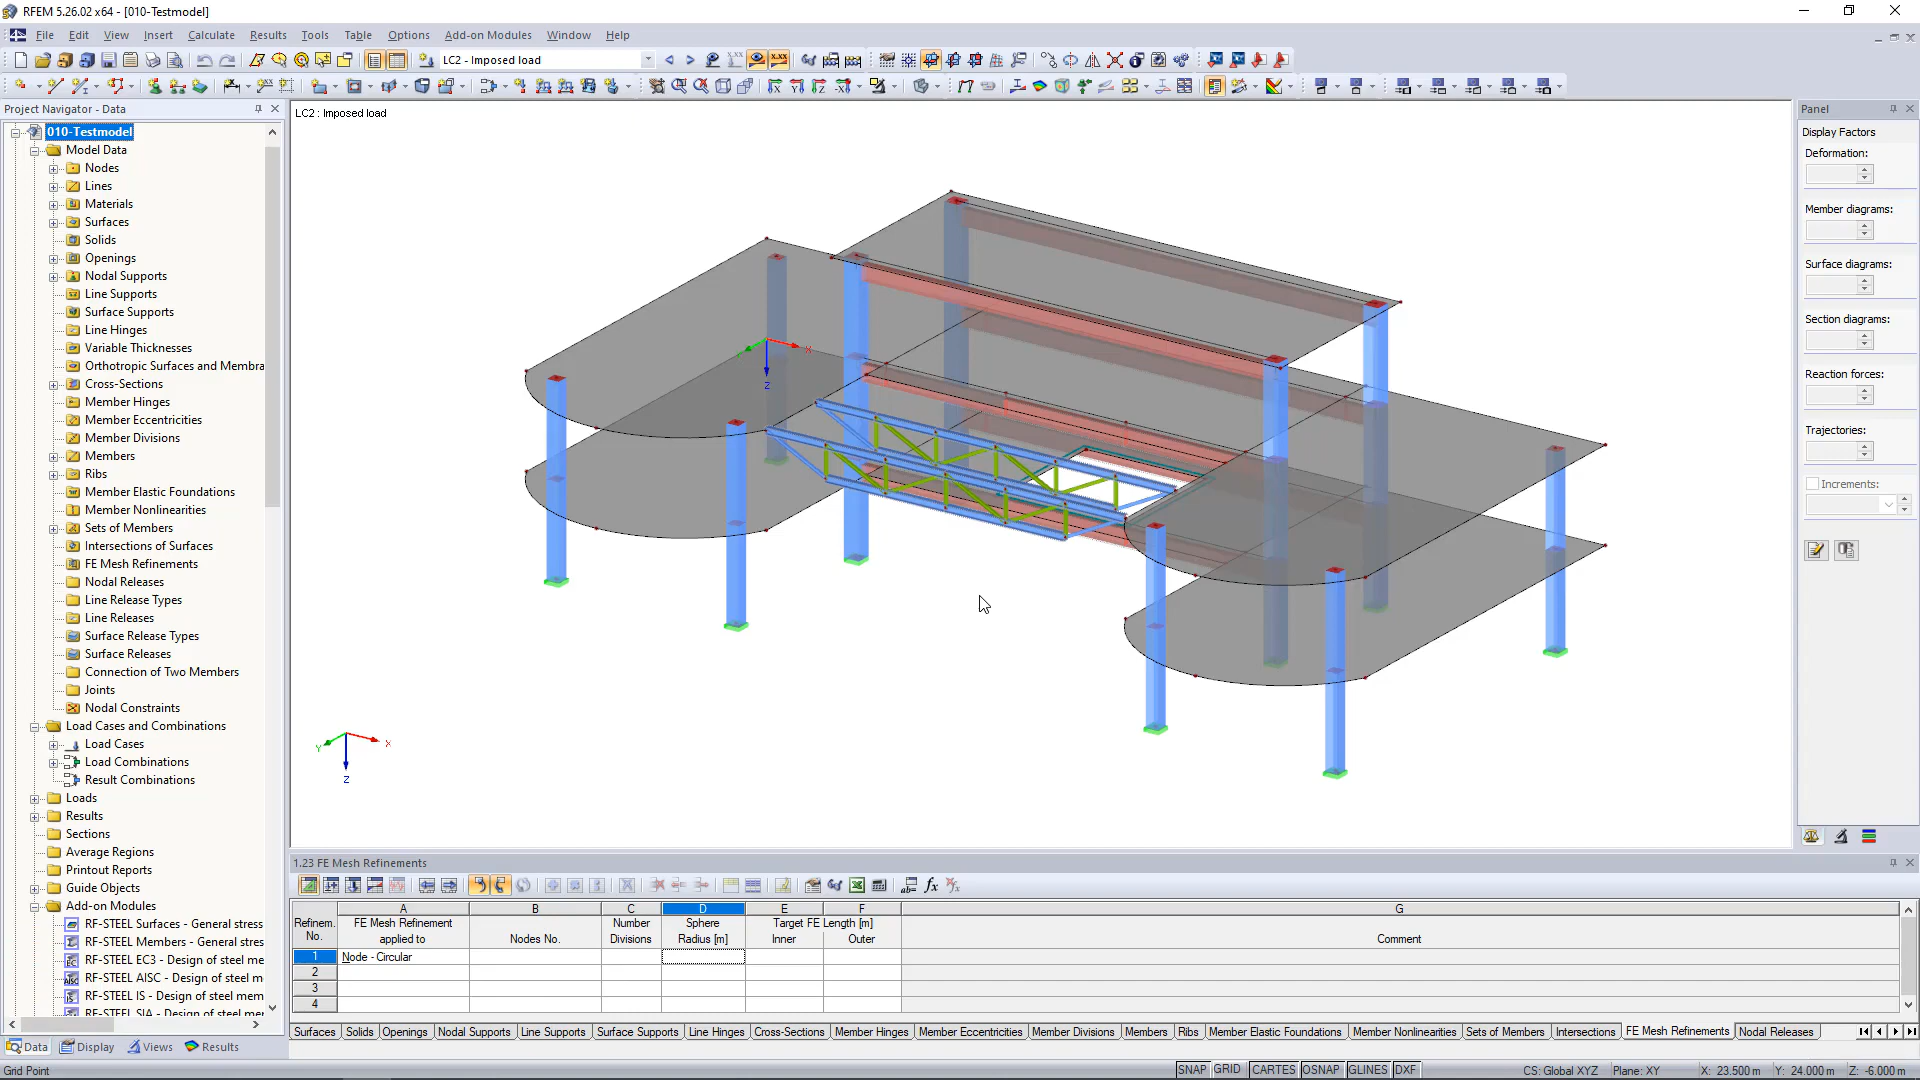 RFEM 5.26.02 x64 - [010-Testmodel]
File Edit View Insert Calculate Results Tools Table Options Add-on Modules Window Help
LC2 - Imposed load
Project Navigator - Data
010-Testmodel
Model Data
Nodes
Lines
Materials
Surfaces
Solids
Openings
Nodal Supports
Line Supports
Surface Supports
Line Hinges
Variable Thicknesses
Orthotropic Surfaces and Membra
Cross-Sections
Member Hinges
Member Eccentricities
Member Divisions
Members
Ribs
Member Elastic Foundations
Member Nonlinearities
Sets of Members
Intersections of Surfaces
FE Mesh Refinements
Nodal Releases
Line Release Types
Line Releases
Surface Release Types
Surface Releases
Connection of Two Members
Joints
Nodal Constraints
Load Cases and Combinations
Load Cases
Load Combinations
Result Combinations
Loads
Results
Sections
Average Regions
Printout Reports
Guide Objects
Add-on Modules
RF-STEEL Surfaces - General stress
RF-STEEL Members - General stres
RF-STEEL EC3 - Design of steel me
RF-STEEL AISC - Design of steel m
RF-STEEL IS - Design of steel mem
RF-STEEL SIA - Design of steel mer
Data Display Views Results
LC2 : Imposed load
X
Z
Y X
Z
Panel
Display Factors
Deformation:
Member diagrams:
Surface diagrams:
Section diagrams:
Reaction forces:
Trajectories:
Increments:
1.23 FE Mesh Refinements
A B C D E F G
Refinem. No. FE Mesh Refinement applied to Nodes No. Number Divisions Sphere Radius [m] Target FE Length [m] Inner Outer Comment
1 Node - Circular
2
3
4
Surfaces Solids Openings Nodal Supports Line Supports Surface Supports Line Hinges Cross-Sections Member Hinges Member Eccentricities Member Divisions Members Ribs Member Elastic Foundations Member Nonlinearities Sets of Members Intersections FE Mesh Refinements Nodal Releases
Grid Point SNAP GRID CARTES OSNAP GLINES DXF CS: Global XYZ Plane: XY X: 23.500 m Y: 24.000 m Z: -6.000 m